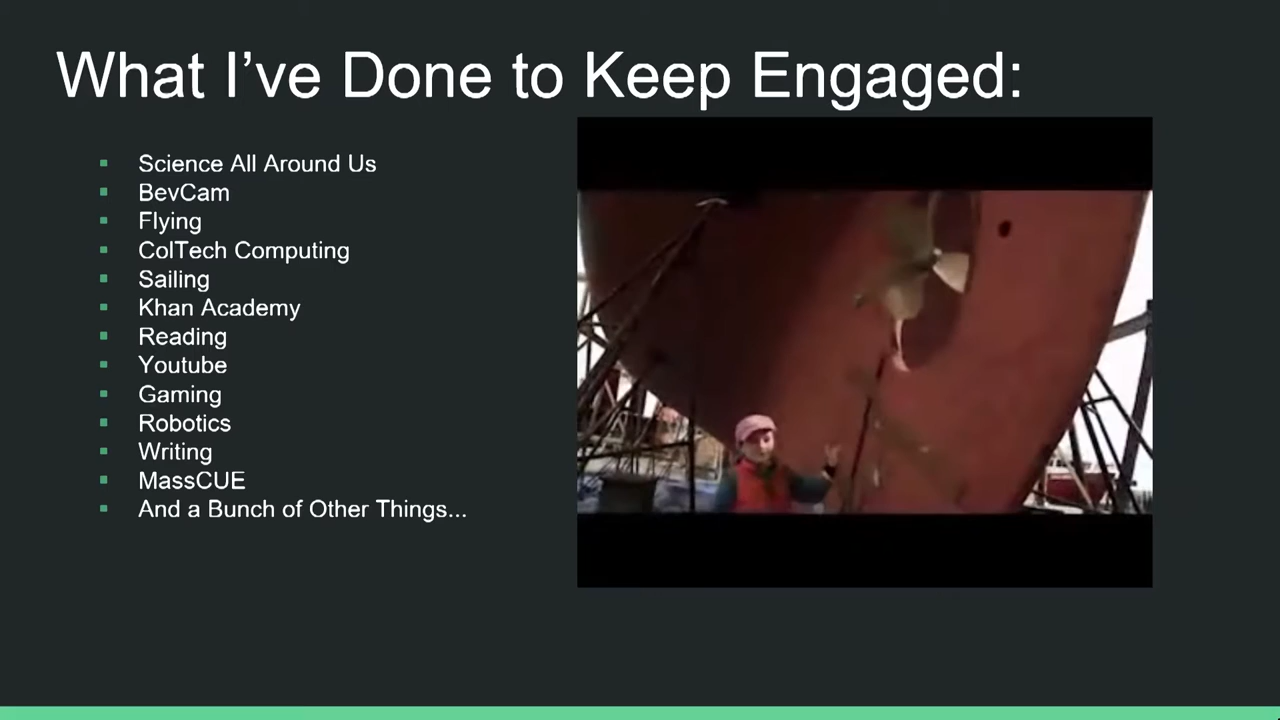 What I’ve Done to Keep Engaged:
Science All Around Us
BevCam
Flying
ColTech Computing
Sailing
Khan Academy
Reading
Youtube
Gaming
Robotics
Writing
MassCUE
And a Bunch of Other Things...